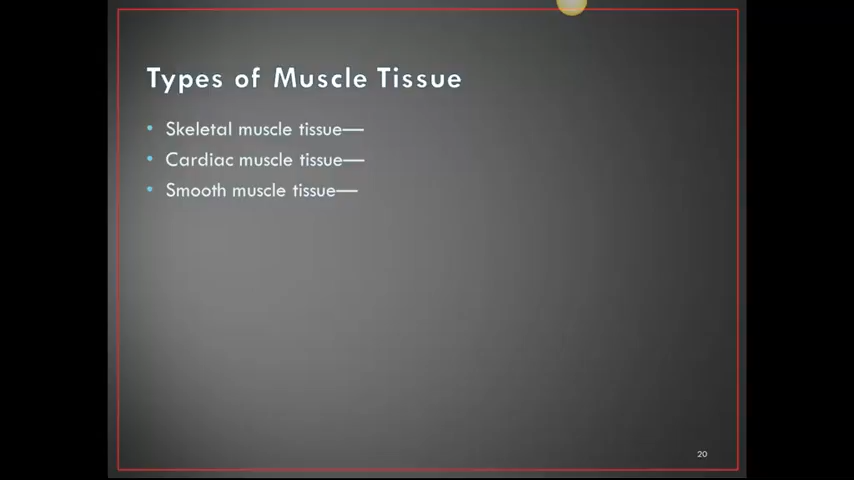 Types of Muscle Tissue
• Skeletal muscle tissue—
• Cardiac muscle tissue—
• Smooth muscle tissue—
20